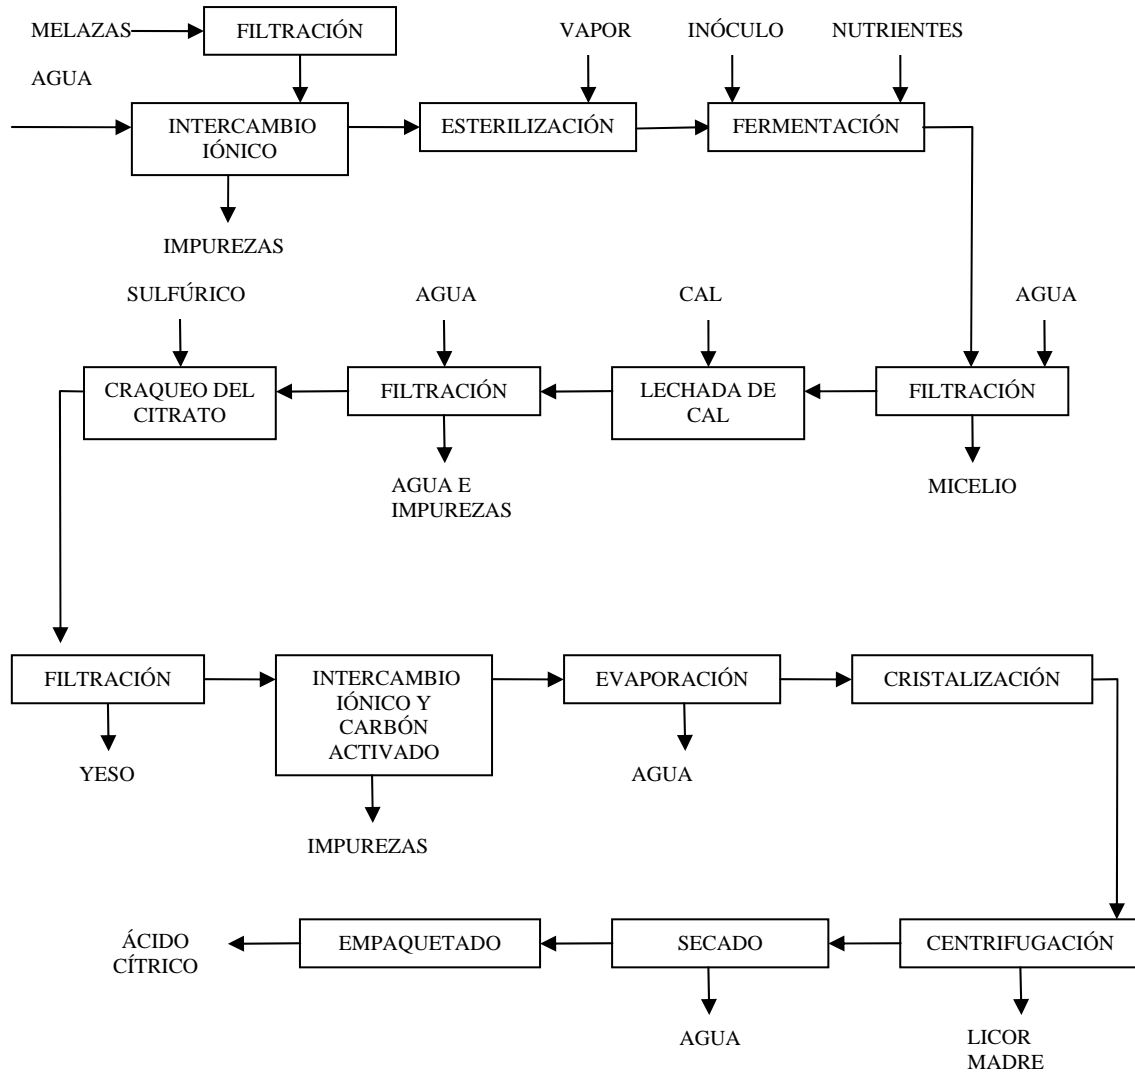 MELAZAS
FILTRACIÓN
VAPOR
INÓCULO
NUTRIENTES
AGUA
INTERCAMBIO
IÓNICO
ESTERILIZACIÓN
FERMENTACIÓN
IMPUREZAS
SULFÚRICO
AGUA
CAL
AGUA
CRAQUEO DEL
CITRATO
FILTRACIÓN
LECHADA DE
CAL
FILTRACIÓN
AGUA E
IMPUREZAS
MICELIO
FILTRACIÓN
INTERCAMBIO
IÓNICO Y
CARBÓN
ACTIVADO
EVAPORACIÓN
CRISTALIZACIÓN
YESO
AGUA
IMPUREZAS
ÁCIDO
CÍTRICO
EMPAQUETADO
SECADO
CENTRIFUGACIÓN
AGUA
LICOR
MADRE